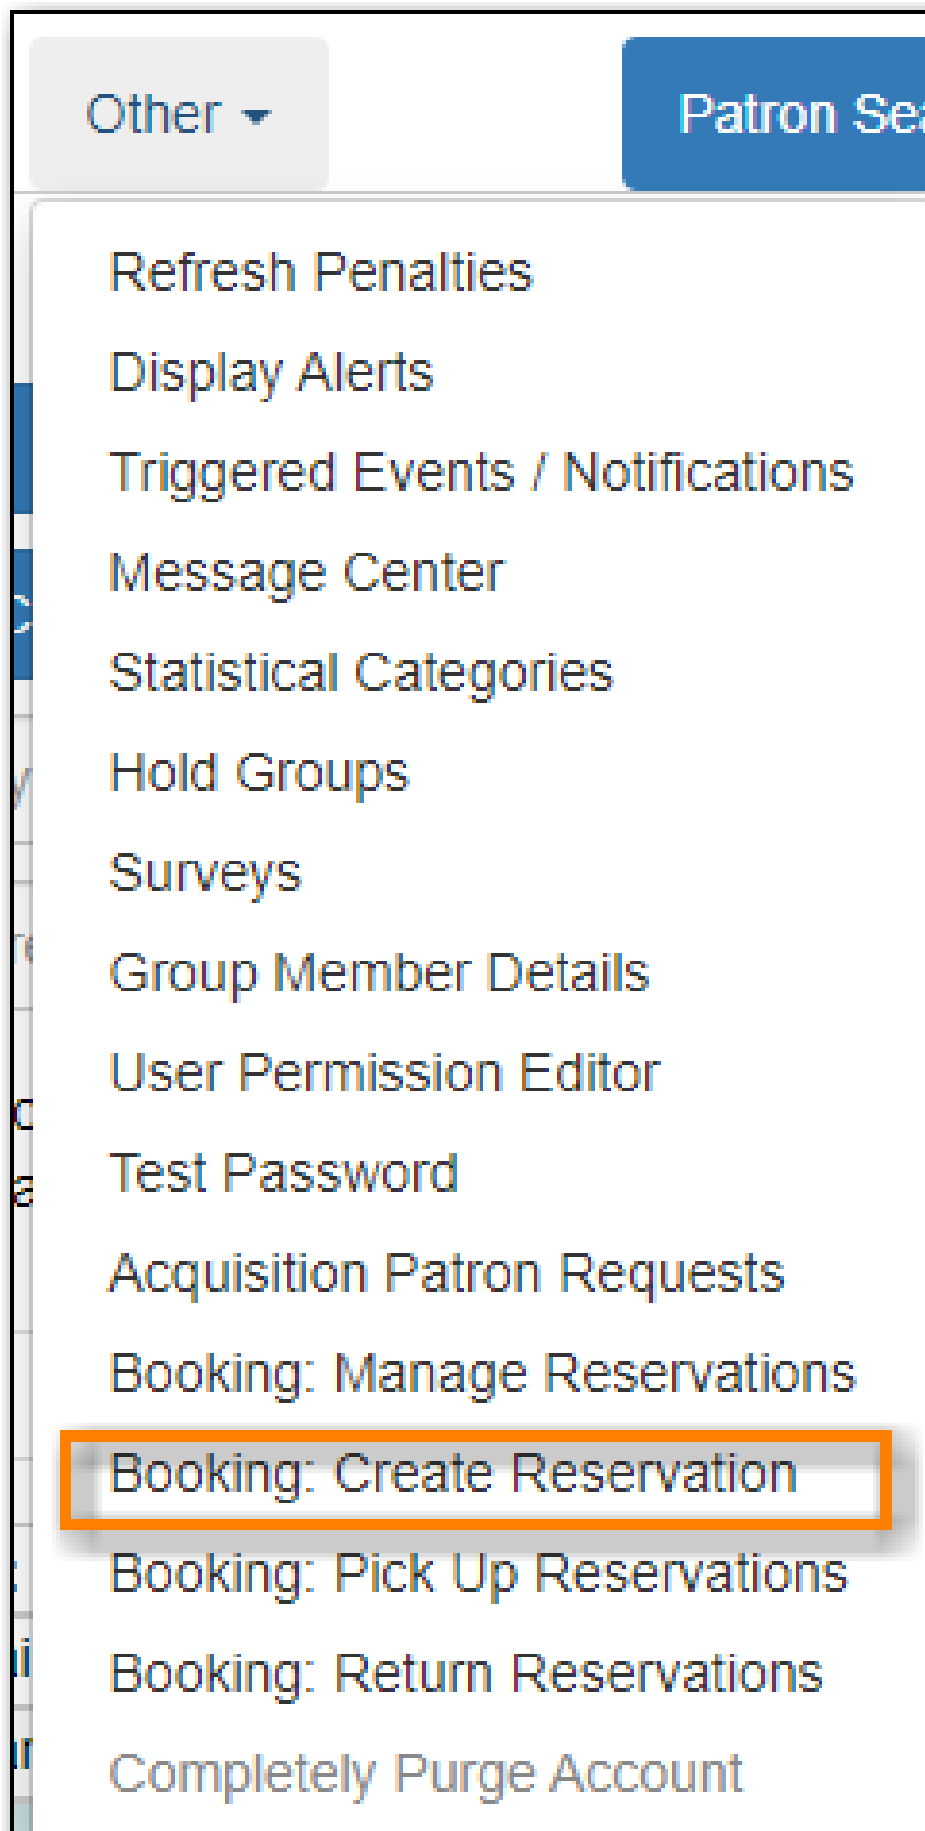 Other
Patron
Refresh Penalties
Display Alerts
Triggered Events / Notifications
Message Center
Statistical Categories
Hold Groups
Surveys
Group Member Details
User Permission Editor
Test Password
Acquisition Patron Requests
Booking: Manage Reservations
Booking: Create Reservation
Booking: Pick Up Reservations
Booking: Return Reservations
Completely Purge Account